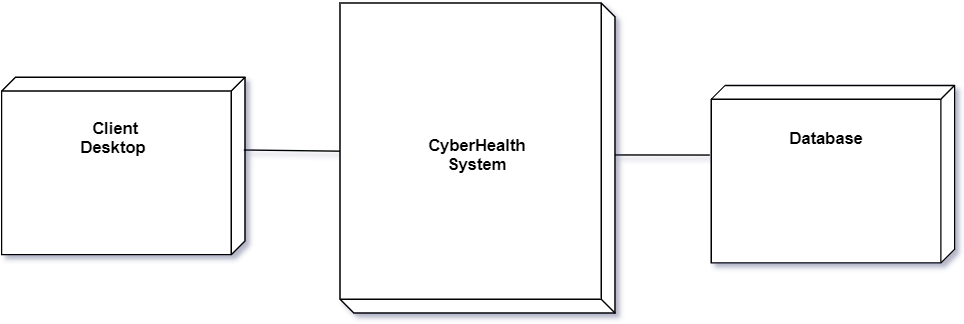 Client
Desktop
CyberHealth
System
Database